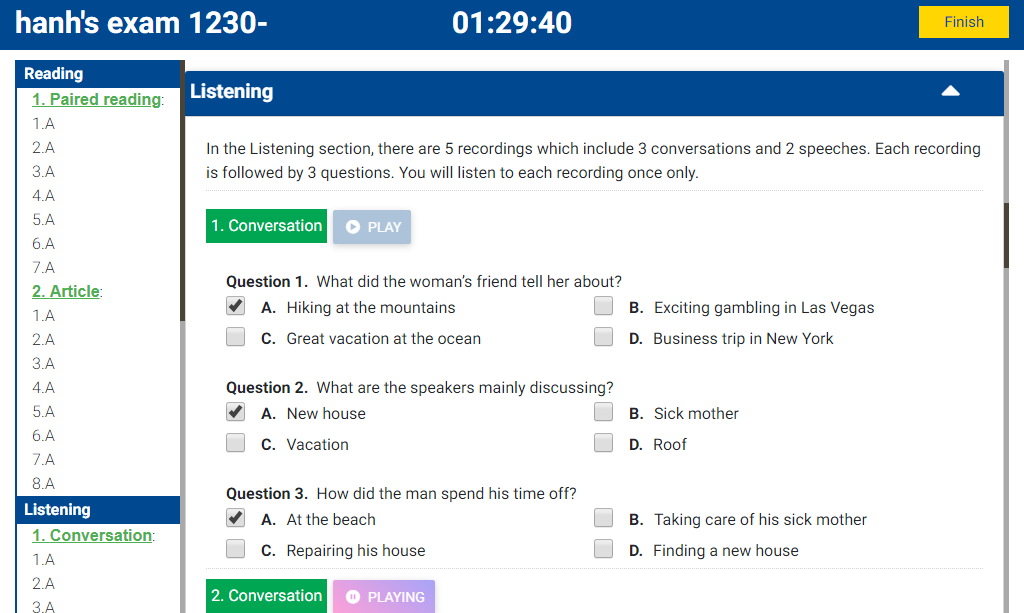 hanh's exam 1230-
01:29:40
Finish
Reading
1. Paired reading:
1.A
2.A
3.A
4.A
5.A
6.A
7.A
2. Article:
1.A
2.A
3.A
4.A
5.A
6.A
7.A
8.A
Listening
1. Conversation:
1.A
2.A
3.A
Listening
In the Listening section, there are 5 recordings which include 3 conversations and 2 speeches. Each recording
is followed by 3 questions. You will listen to each recording once only.
1. Conversation PLAY
Question 1. What did the woman’s friend tell her about?
A. Hiking at the mountains B. Exciting gambling in Las Vegas
C. Great vacation at the ocean D. Business trip in New York
Question 2. What are the speakers mainly discussing?
A. New house B. Sick mother
C. Vacation D. Roof
Question 3. How did the man spend his time off?
A. At the beach B. Taking care of his sick mother
C. Repairing his house D. Finding a new house
2. Conversation PLAYING